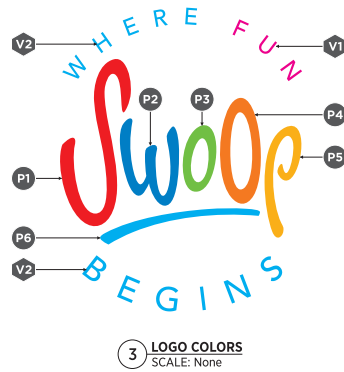 WHERE FUN
V2
V1
P2
P3
P4
Swoop
P5
P1
P6
V2
BEGINS
3
LOGO COLORS
SCALE: None